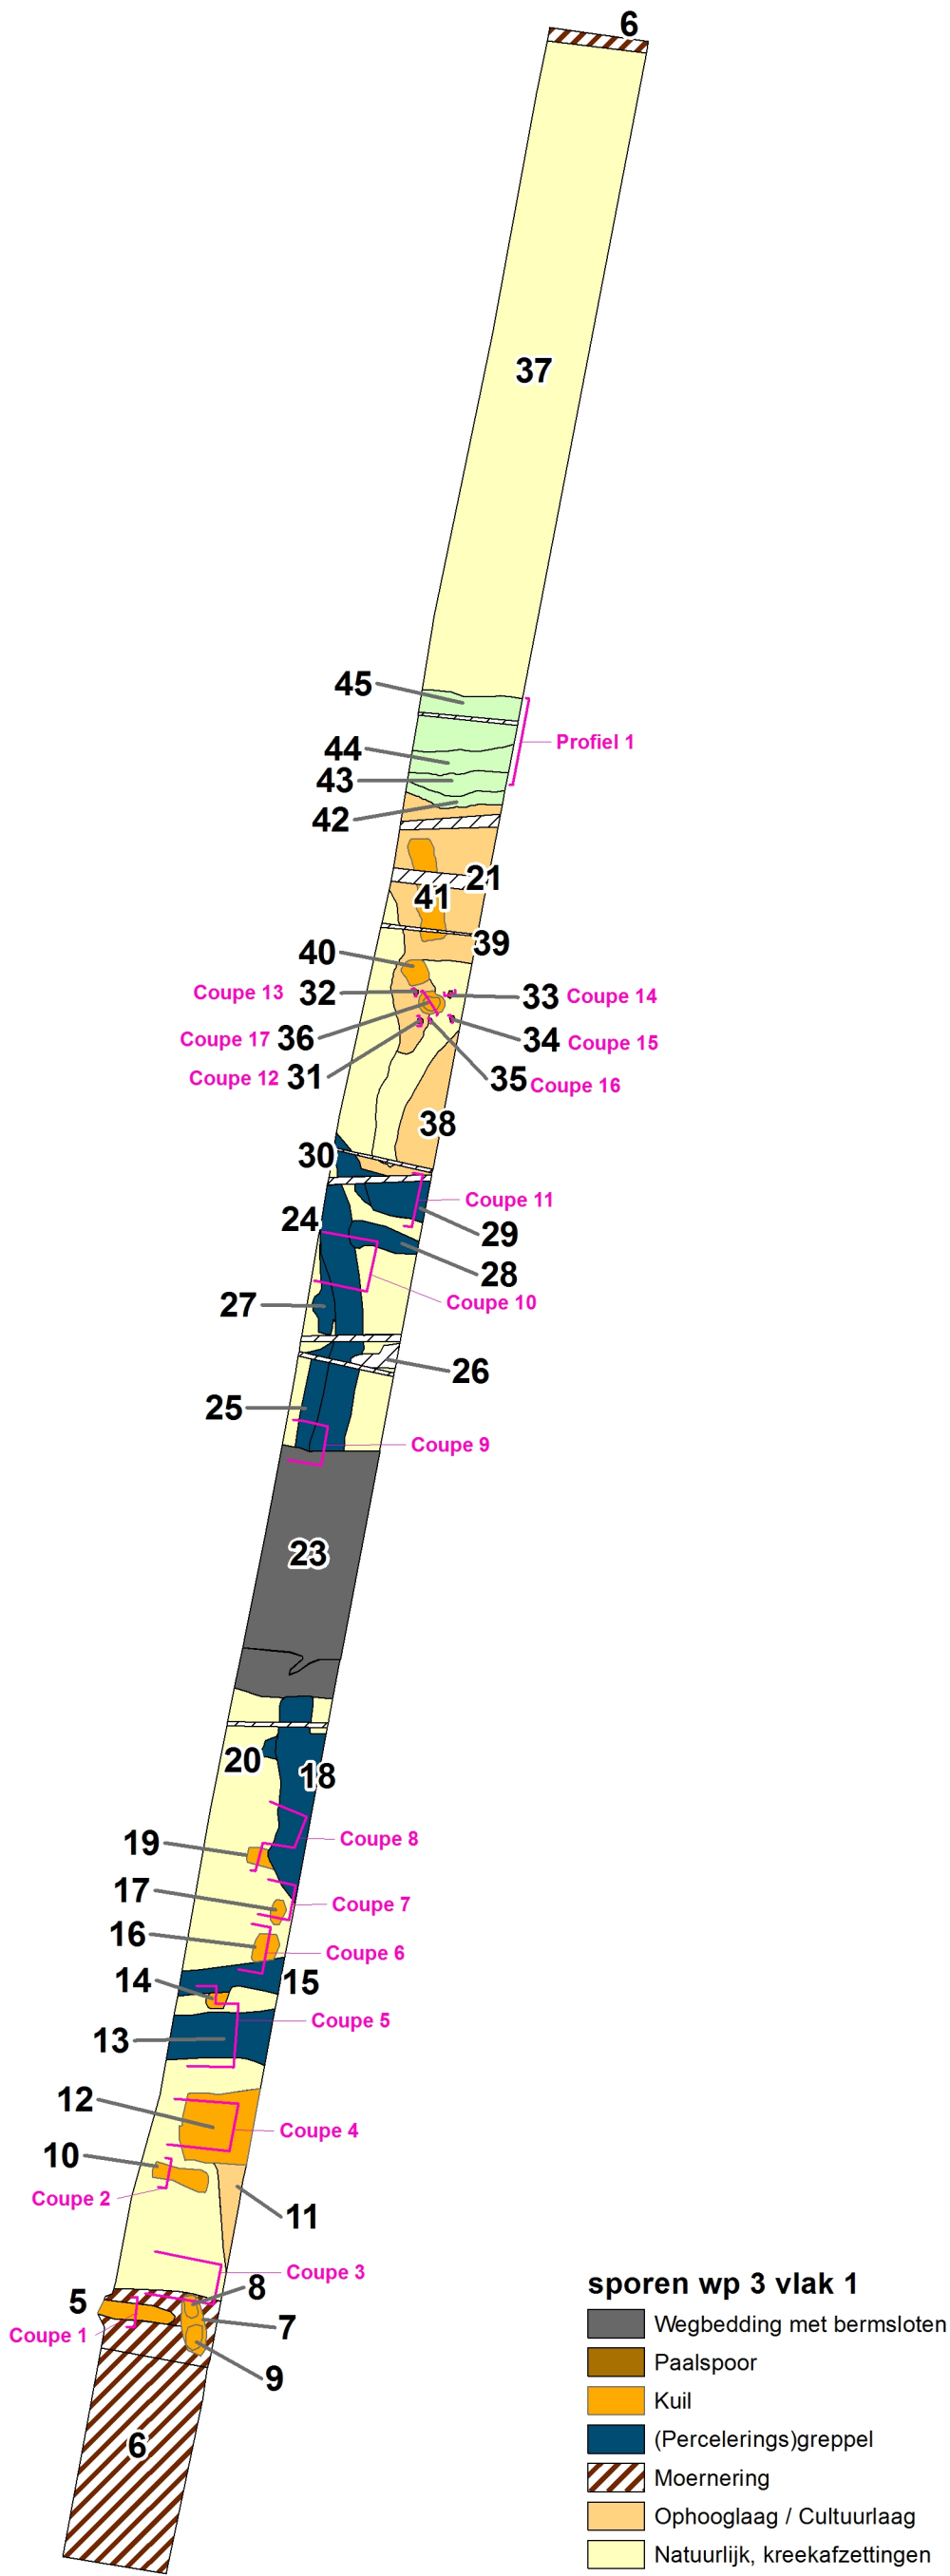 6
37
45
Profiel 1
44
43
42
21
41
39
40
Coupe 13 32
33 Coupe 14
Coupe 17 36
34 Coupe 15
Coupe 12 31
35 Coupe 16
38
30
Coupe 11
24
29
28
27
Coupe 10
26
25
Coupe 9
23
20
18
19
Coupe 8
17
Coupe 7
16
Coupe 6
14
15
Coupe 5
13
12
Coupe 4
10
Coupe 2
11
Coupe 3
8
5
7
Coupe 1
9
6
sporen wp 3 vlak 1
Wegbedding met bermsloten
Paalspoor
Kuil
(Percelerings)greppel
Moernering
Ophooglaag / Cultuurlaag
Natuurlijk, kreekafzettingen